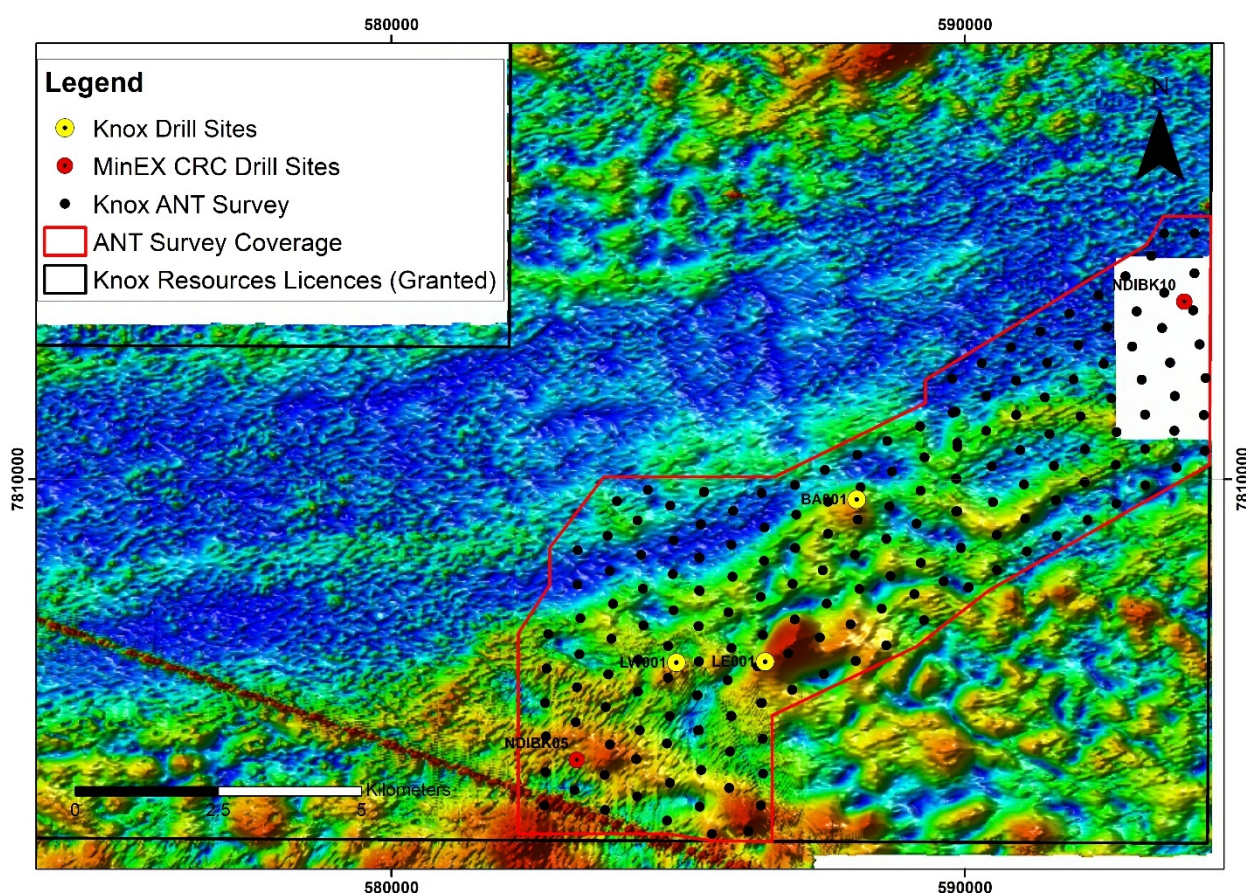 580000
590000
Legend
Knox Drill Sites
MinEX CRC Drill Sites
Knox ANT Survey
ANT Survey Coverage
Knox Resources Licences (Granted)
N
NDIBK10
7810000
7810000
BA001
LW001
LE001
NDIBK05
Kilometers
0
2.5
5
580000
590000